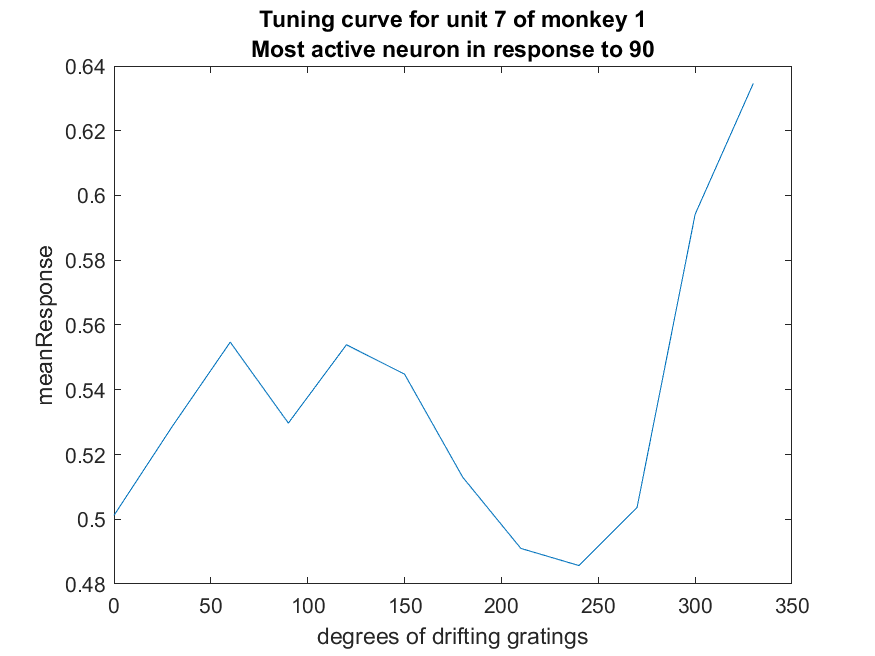 Tuning curve for unit 7 of monkey 1
Most active neuron in response to 90
0.64
0.62
0.6
0.58
0.56
0.54
0.52
0.5
0.48
meanResponse
0 50 100 150 200 250 300 350
degrees of drifting gratings